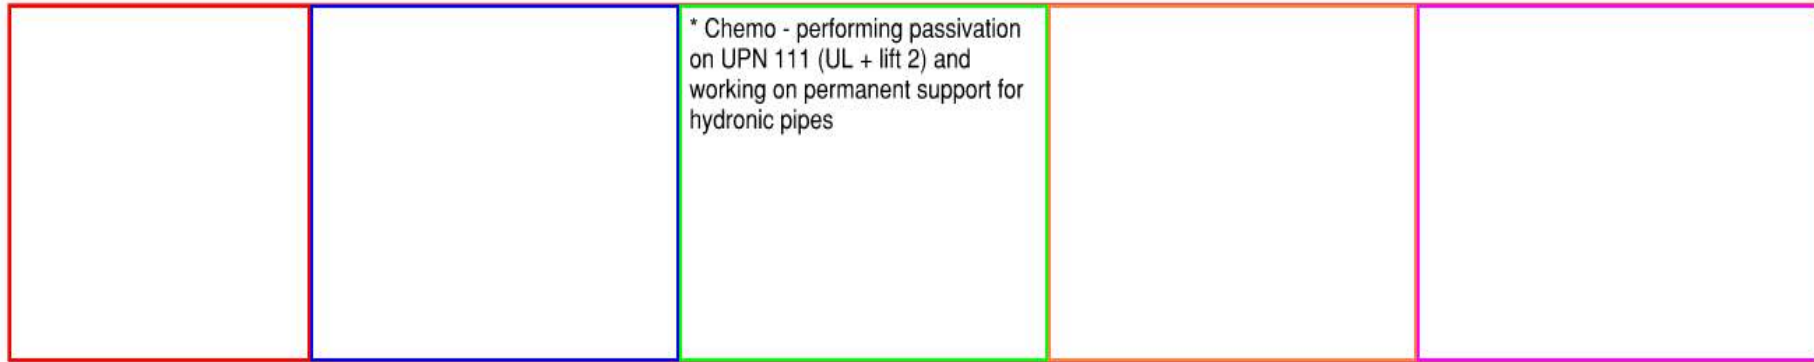 * Chemo - performing passivation
on UPN 111 (UL + lift 2) and
working on permanent support for
hydronic pipes